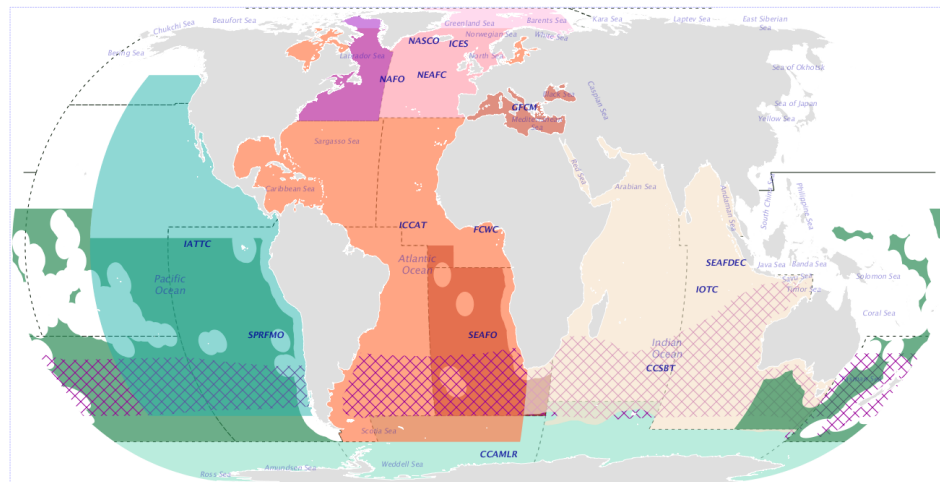 Beaufort Sea
Chukchi Sea
Greenland Sea
Barents Sea
Kara Sea
Laptev Sea
East Siberian
Sea
Norwegian Sea
White Sea
NASCO
ICES
Bering Sea
Labrador Sea
North Sea
Sea of Okhotsk
NAFO
NEAFC
Black Sea
Caspian Sea
GFCM
Sea of Japan
Mediterranean
Sea
Yellow Sea
Sargasso Sea
Red Sea
Caribbean Sea
Arabian Sea
Andaman Sea
South China Sea
Philippine Sea
ICCAT
FCWC
IATTC
Atlantic
Ocean
SEAFDEC
Java Sea
Banda Sea
Pacific
Ocean
Solomon Sea
IOTC
Timor Sea
Coral Sea
SPRFMO
SEAFO
Indian
Ocean
CCSBT
Scotia Sea
CCAMLR
Weddell Sea
Amundsen Sea
Ross Sea